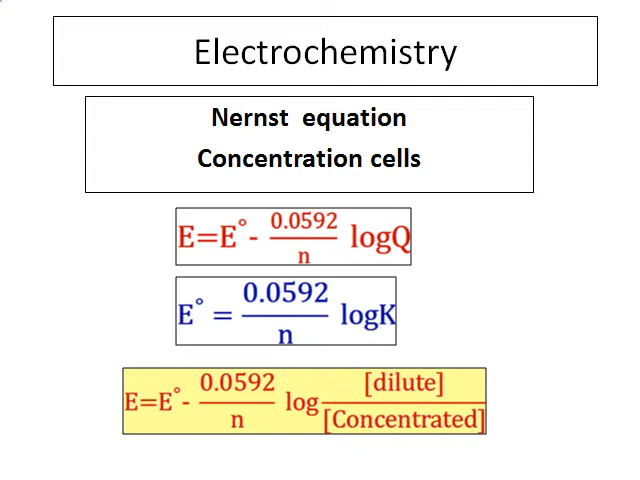 Electrochemistry
Nernst equation
Concentration cells
E=E°- 0.0592/n logQ
E° = 0.0592/n logK
E=E°- 0.0592/n log [dilute]/[Concentrated]